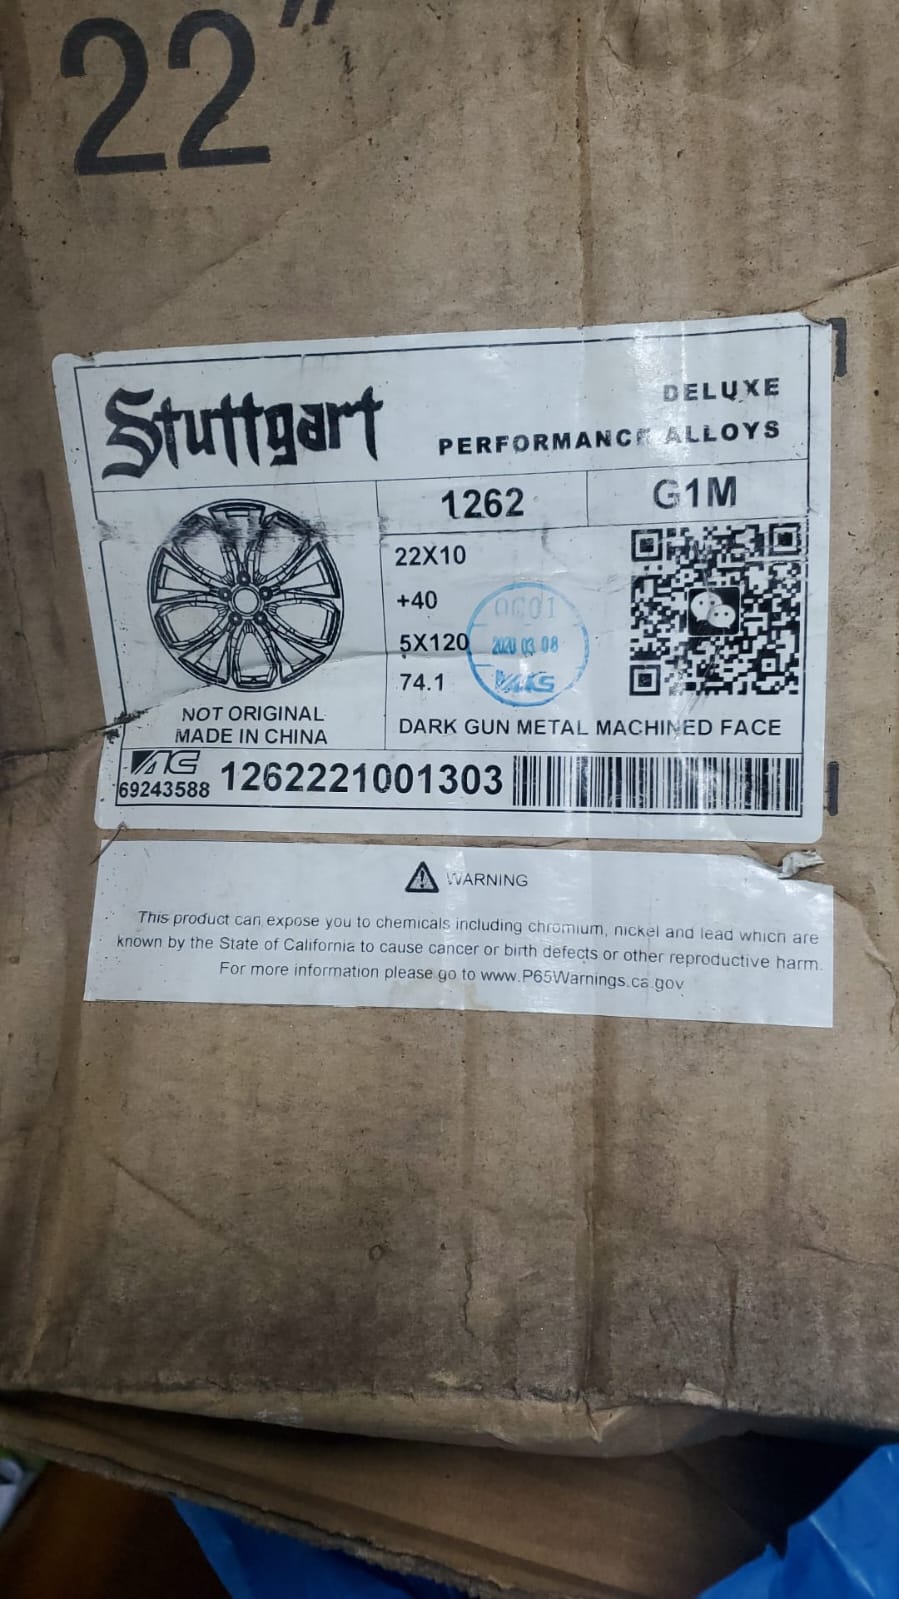 22"
Stuttgart
DELUXE
PERFORMANCE ALLOYS
1262
G1M
22X10
+40
5X120
74.1
QC01
2020 03 08
NOT ORIGINAL
MADE IN CHINA
DARK GUN METAL MACHINED FACE
69243588
1262221001303
WARNING
This product can expose you to chemicals including chromium, nickel and lead which are
known by the State of California to cause cancer or birth defects or other reproductive harm.
For more information please go to www.P65Warnings.ca.gov